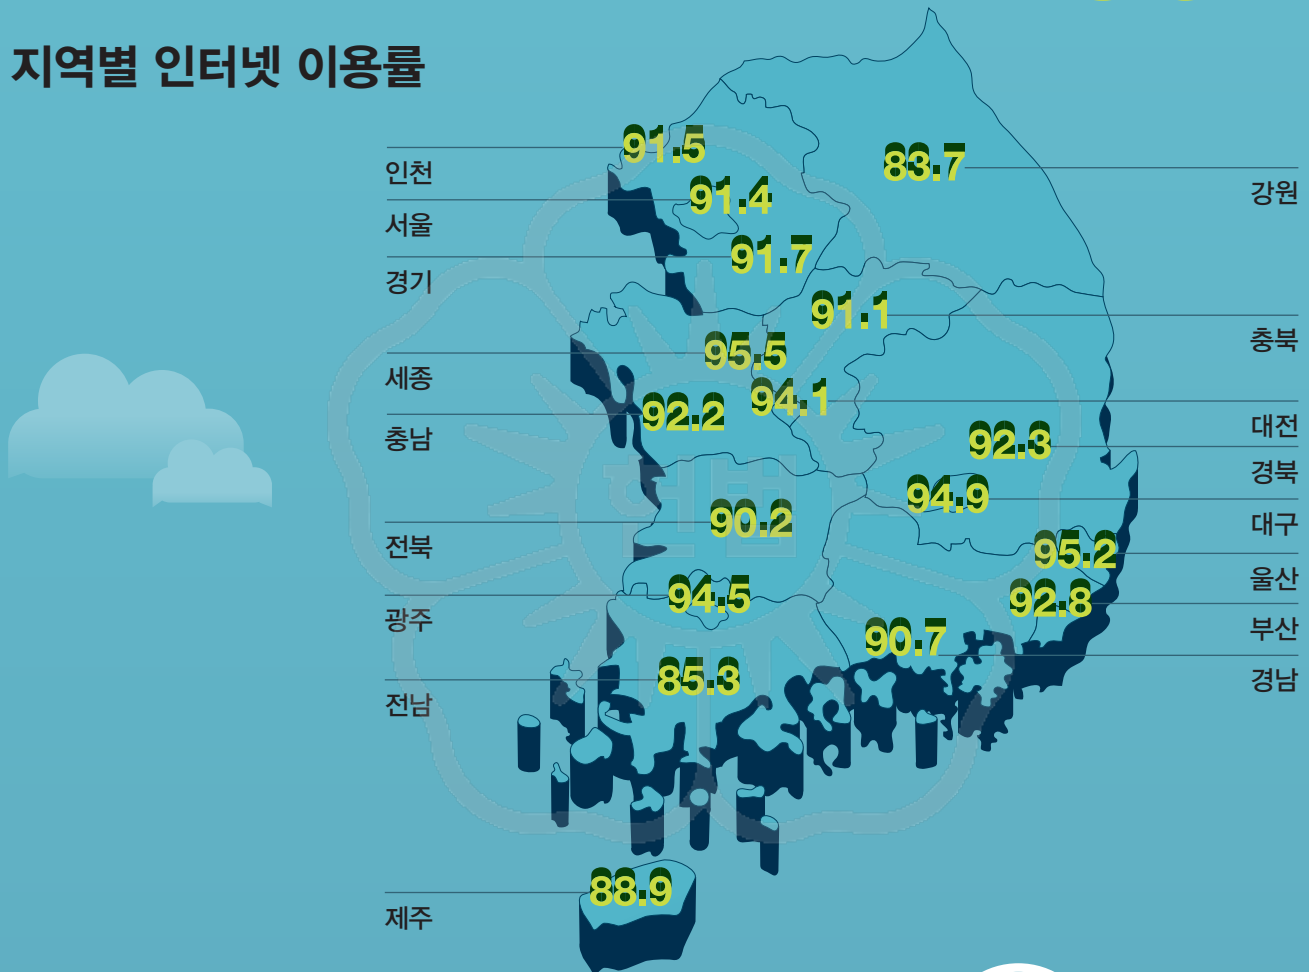 지역별 인터넷 이용률
91.5
인천
83.7
강원
91.4
서울
91.7
경기
91.1
충북
95.5
세종
94.1
대전
92.2
충남
92.3
경북
94.9
대구
90.2
전북
95.2
울산
94.5
광주
92.8
부산
90.7
경남
85.3
전남
88.9
제주
헌법